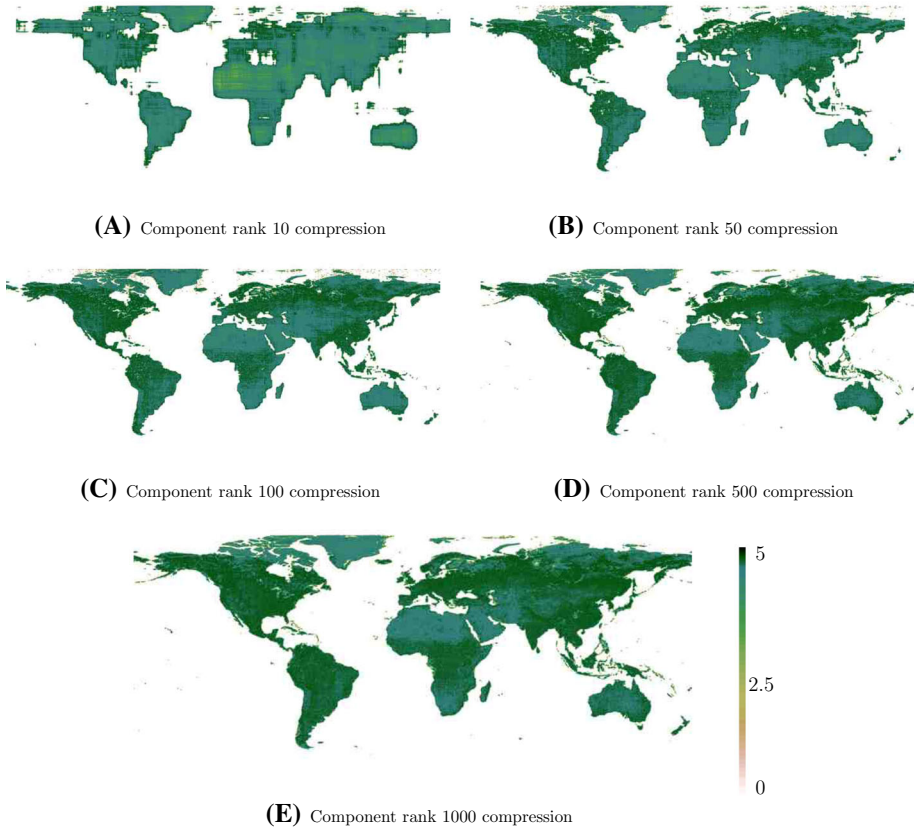 (A) Component rank 10 compression
(B) Component rank 50 compression
(C) Component rank 100 compression
(D) Component rank 500 compression
5
2.5
0
(E) Component rank 1000 compression